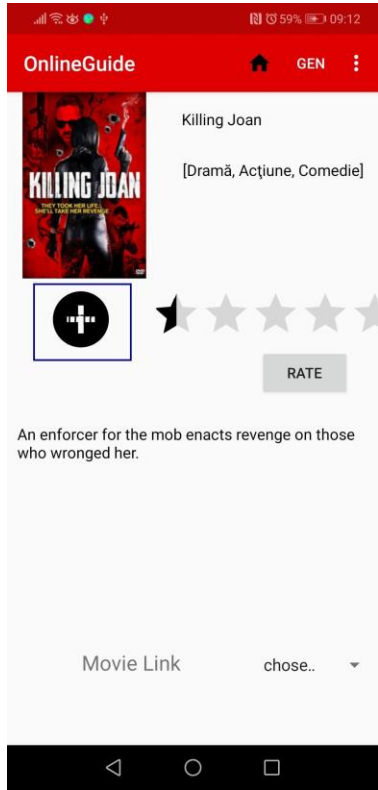 59% 09:12
OnlineGuide GEN
Killing Joan
[Dramă, Acţiune, Comedie]
KILLING JOAN
THEY TOOK HER LIFE...
SHE'LL TAKE HER REVENGE
RATE
An enforcer for the mob enacts revenge on those
who wronged her.
Movie Link chose..